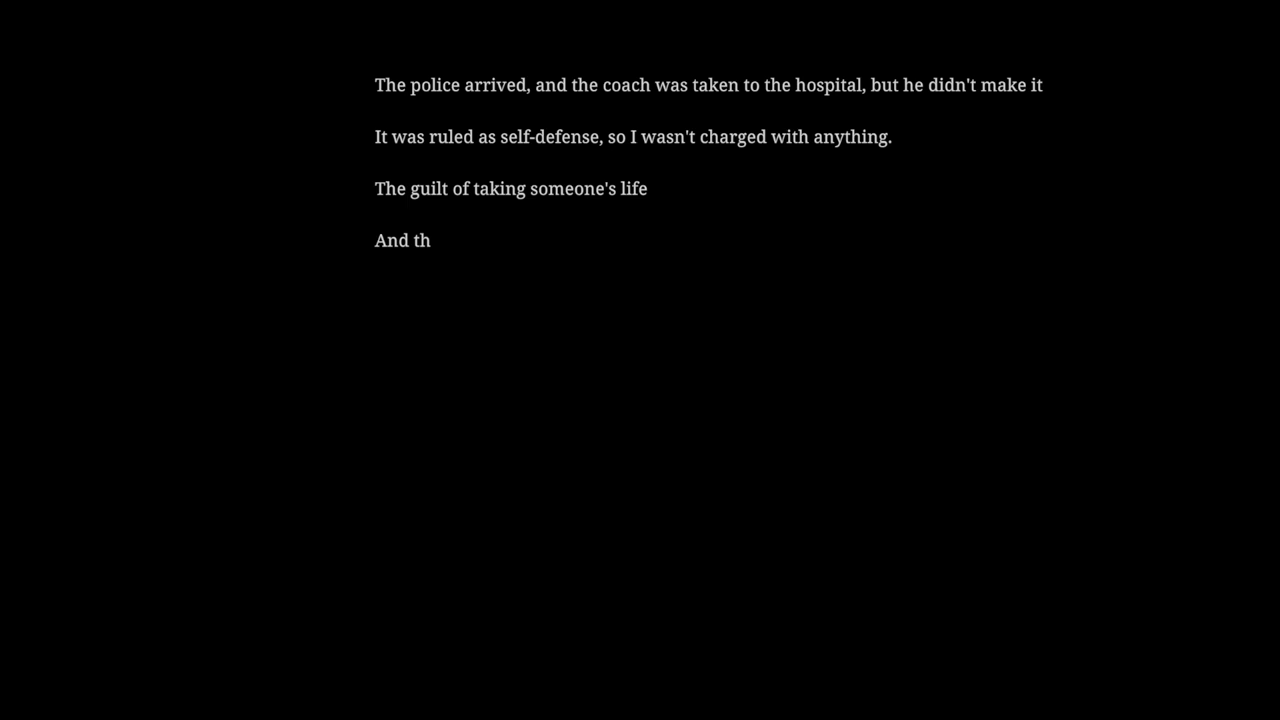 The police arrived, and the coach was taken to the hospital, but he didn't make it
It was ruled as self-defense, so I wasn't charged with anything.
The guilt of taking someone's life
And th